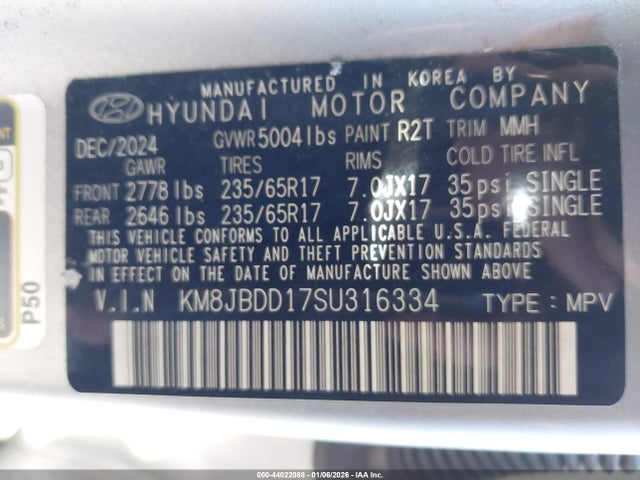 MANUFACTURED IN KOREA BY
HYUNDAI MOTOR COMPANY
DEC/2024 GVWR 5004 lbs PAINT R2T TRIM MMH
GAWR TIRES RIMS COLD TIRE INFL
FRONT 2778 lbs 235/65R17 7.0JX17 35 psi SINGLE
REAR 2646 lbs 235/65R17 7.0JX17 35 psi SINGLE
THIS VEHICLE CONFORMS TO ALL APPLICABLE U.S.A. FEDERAL
MOTOR VEHICLE SAFETY AND THEFT PREVENTION STANDARDS
IN EFFECT ON THE DATE OF MANUFACTURE SHOWN ABOVE
V.I.N KM8JBDD17SU316334 TYPE : MPV
P50
000-44022088 - 01/06/2026 - IAA Inc.